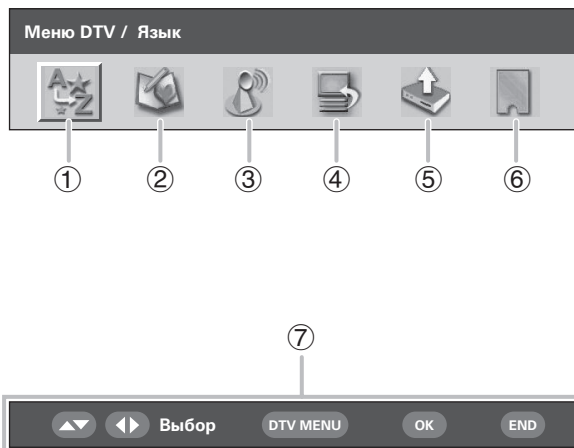 Меню DTV / Язык
A Z
① ② ③ ④ ⑤ ⑥
⑦
Выбор DTV MENU OK END